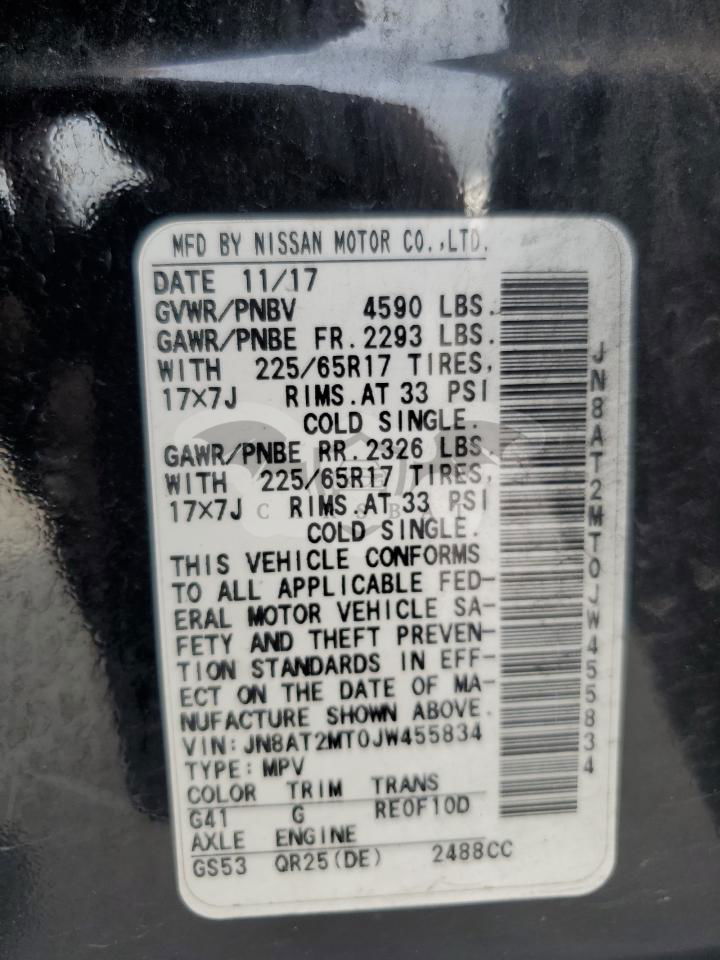 MFD BY NISSAN MOTOR CO.,LTD.
DATE 11/17
GVWR/PNBV 4590 LBS.
GAWR/PNBE FR.2293 LBS.
WITH 225/65R17 TIRES,
17×7J RIMS.AT 33 PSI
COLD SINGLE.
GAWR/PNBE RR.2326 LBS.
WITH 225/65R17 TIRES,
17×7J RIMS.AT 33 PSI
COLD SINGLE.
THIS VEHICLE CONFORMS
TO ALL APPLICABLE FED-
ERAL MOTOR VEHICLE SA-
FETY AND THEFT PREVEN-
TION STANDARDS IN EFF-
ECT ON THE DATE OF MA-
NUFACTURE SHOWN ABOVE.
VIN:JN8AT2MT0JW455834
TYPE:MPV
COLOR TRIM TRANS
G41 G RE0F10D
AXLE ENGINE
GS53 QR25(DE) 2488CC
JN8AT2MT0JW455834